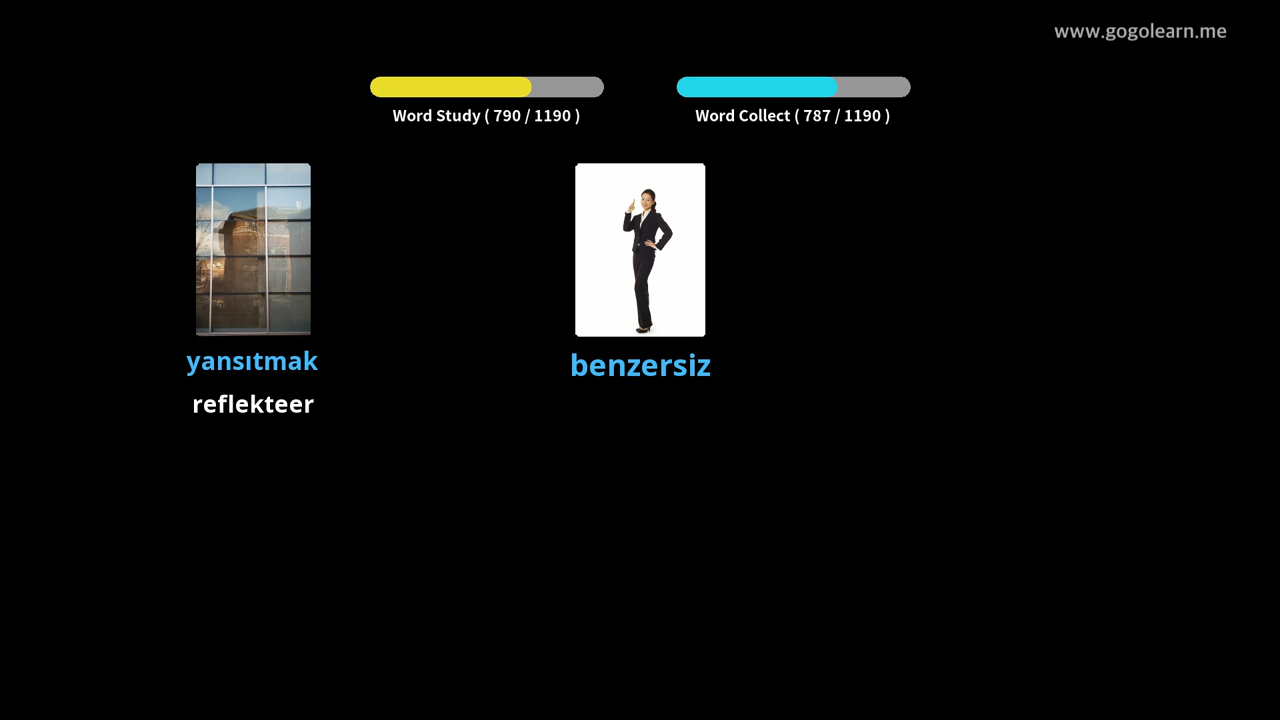 www.gogolearn.me
Word Study ( 790 / 1190 )
Word Collect ( 787 / 1190 )
yansıtmak
reflekteer
benzersiz